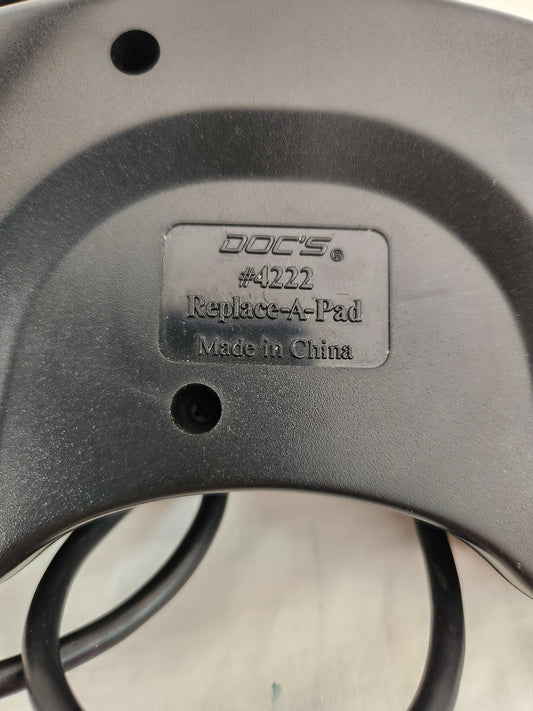 DOC'S®
#4222
Replace-A-Pad
Made in China